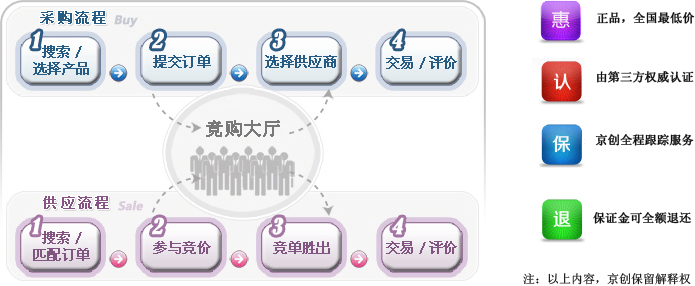 采购流程 Buy
1 搜索 /
选择产品
2 提交订单
3 选择供应商
4 交易 / 评价
竞购大厅
供应流程 Sale
1 搜索 /
匹配订单
2 参与竞价
3 竞单胜出
4 交易 / 评价
惠 正品，全国最低价
认 由第三方权威认证
保 京创全程跟踪服务
退 保证金可全额退还
注：以上内容，京创保留解释权